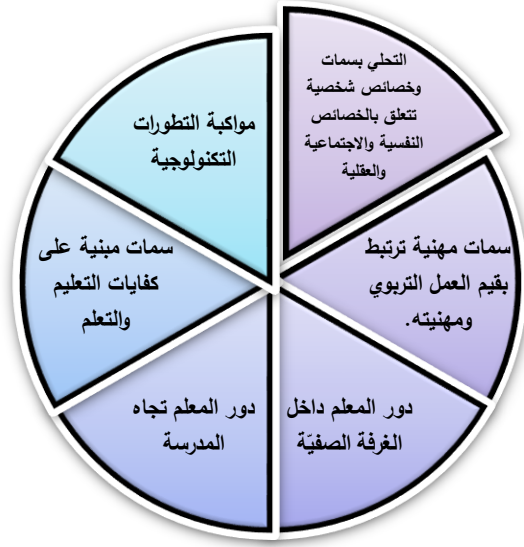 التحلي بسمات
وخصائص شخصية
تتعلق بالخصائص
النفسية والاجتماعية
والعقلية
سمات مهنية ترتبط
بقيم العمل التربوي
ومهنيته.
دور المعلم داخل
الغرفة الصفيّة
دور المعلم تجاه
المدرسة
سمات مبنية على
كفايات التعليم
والتعلم
مواكبة التطورات
التكنولوجية